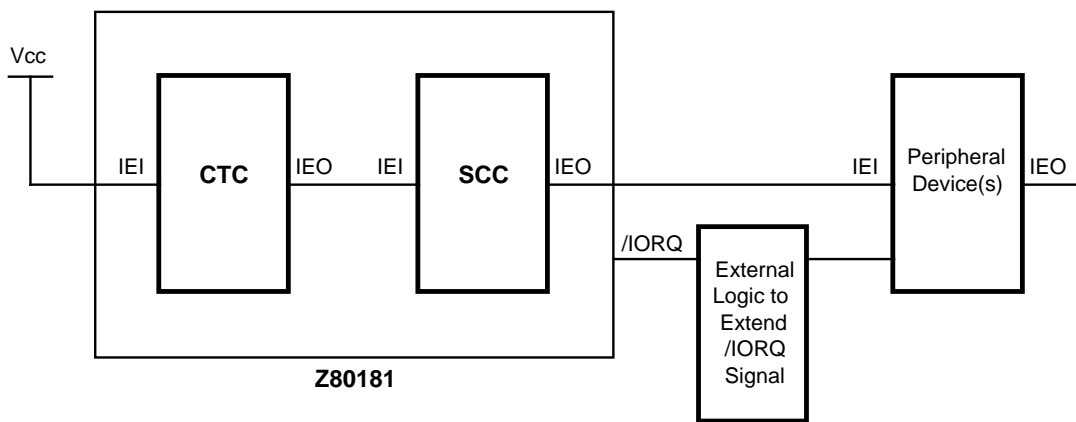 Vcc
IEI
CTC
IEO
IEI
SCC
IEO
IEI
Peripheral
Device(s)
IEO
/IORQ
External
Logic to
Extend
/IORQ
Signal
Z80181